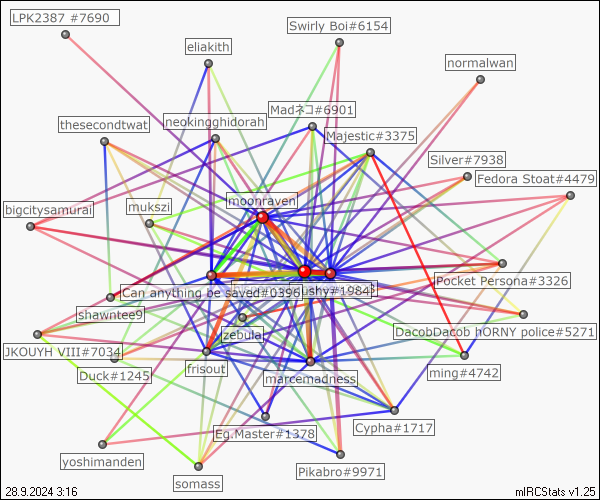 LPK2387 #7690
Swirly Boi#6154
eliakith
normalwan
Madネコ#6901
thesecondtwat
neokingghidorah
Majestic#3375
Silver#7938
Fedora Stoat#4479
moonraven
mukszi
bigcitysamurai
Pocket Persona#3326
Can anything be saved#0396
ushy#1984
shawntee9
DacobDacob hORNY police#5271
zebula
JKOUYH VIII#7034
frisout
marcemadness
ming#4742
Duck#1245
Cypha#1717
Eg.Master#1378
yoshimanden
Pikabro#9971
somass
28.9.2024 3:16
mIRCStats v1.25